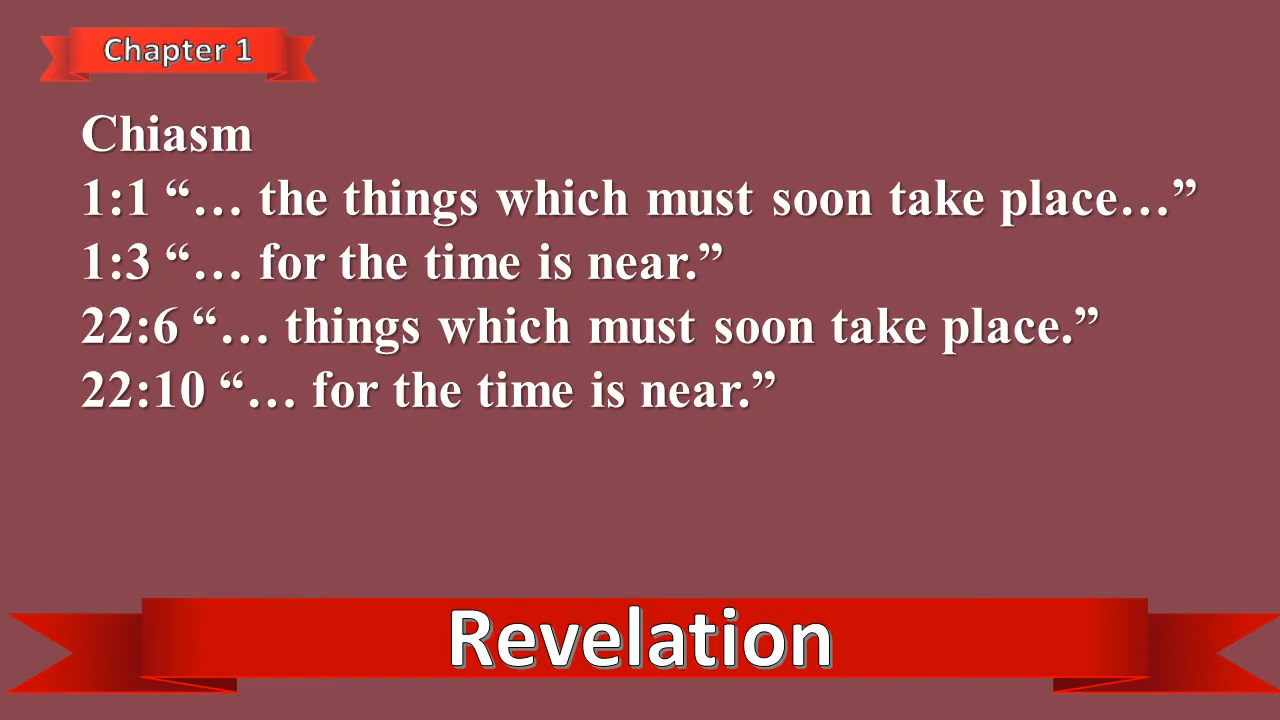 Chapter 1
Chiasm
1:1 “… the things which must soon take place…”
1:3 “… for the time is near.”
22:6 “… things which must soon take place.”
22:10 “… for the time is near.”
Revelation